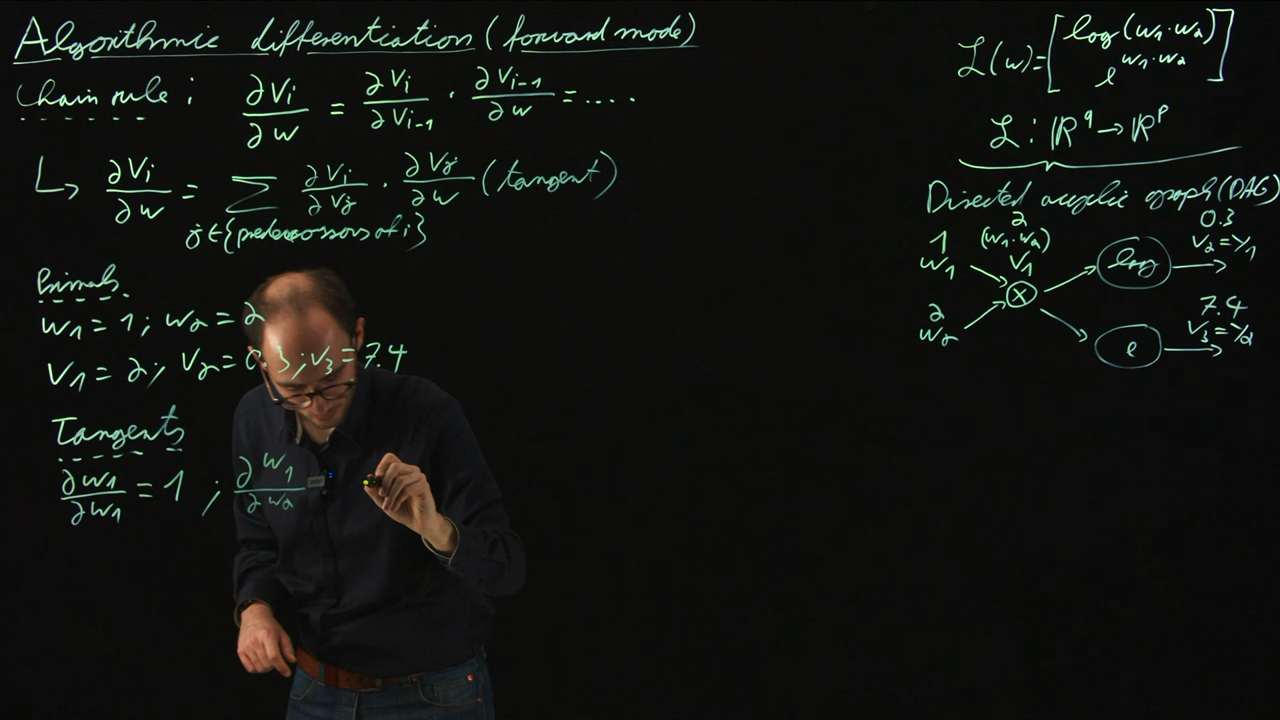 Algorithmic differentiation (forward mode)
Chain rule: ∂Vi/∂w = ∂Vi/∂Vi-1 · ∂Vi-1/∂w = ....
↳ ∂Vi/∂w = ∑ ∂Vi/∂Vj · ∂Vj/∂w (tangent)
j∈{predecessors of i}
Primals
w1 = 1; w2 = 2
V1 = 2; V2 = 0.3; V3 = 7.4
Tangents
∂w1/∂w1 = 1 ; ∂w1/∂w2
L(w) = [log(w1·w2)
e^(w1·w2)]
L : ℝ^q → ℝ^p
Directed acyclic graph (DAG)
2 0.3
1 (w1·w2) V2 = Y1
w1 V1 log
×
2 7.4
w2 e V3 = Y2